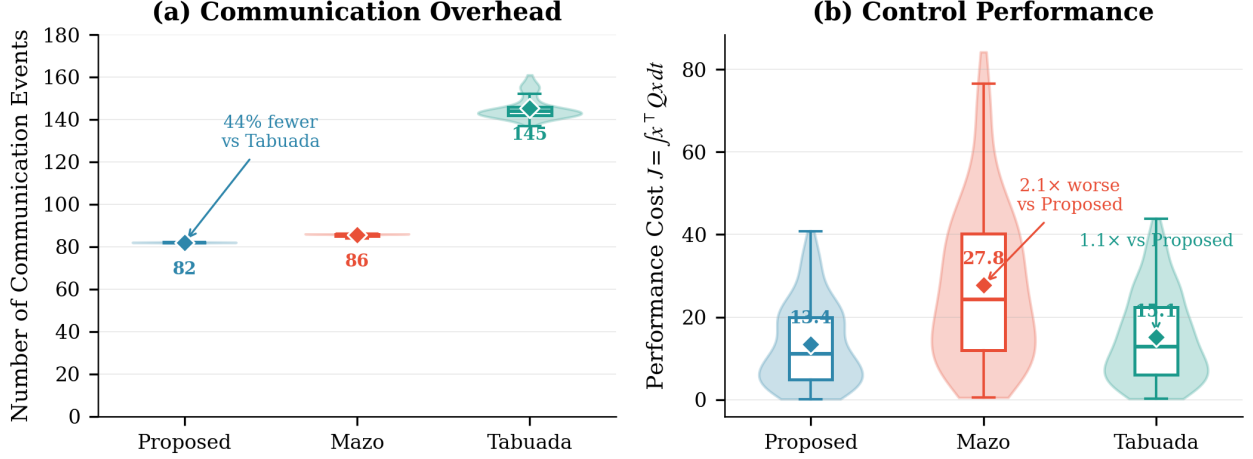 (a) Communication Overhead
Number of Communication Events
180
160
140
120
100
80
60
40
20
0
44% fewer
vs Tabuada
82
86
145
Proposed
Mazo
Tabuada
(b) Control Performance
Performance Cost J = ∫x⊤Qxdt
80
60
40
20
0
2.1× worse
vs Proposed
1.1× vs Proposed
13.4
27.8
15.1
Proposed
Mazo
Tabuada